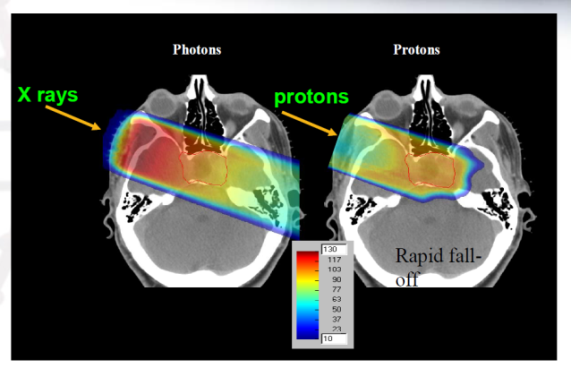 Photons
Protons
X rays
protons
Rapid fall-
off
130
117
103
90
77
63
50
37
23
10